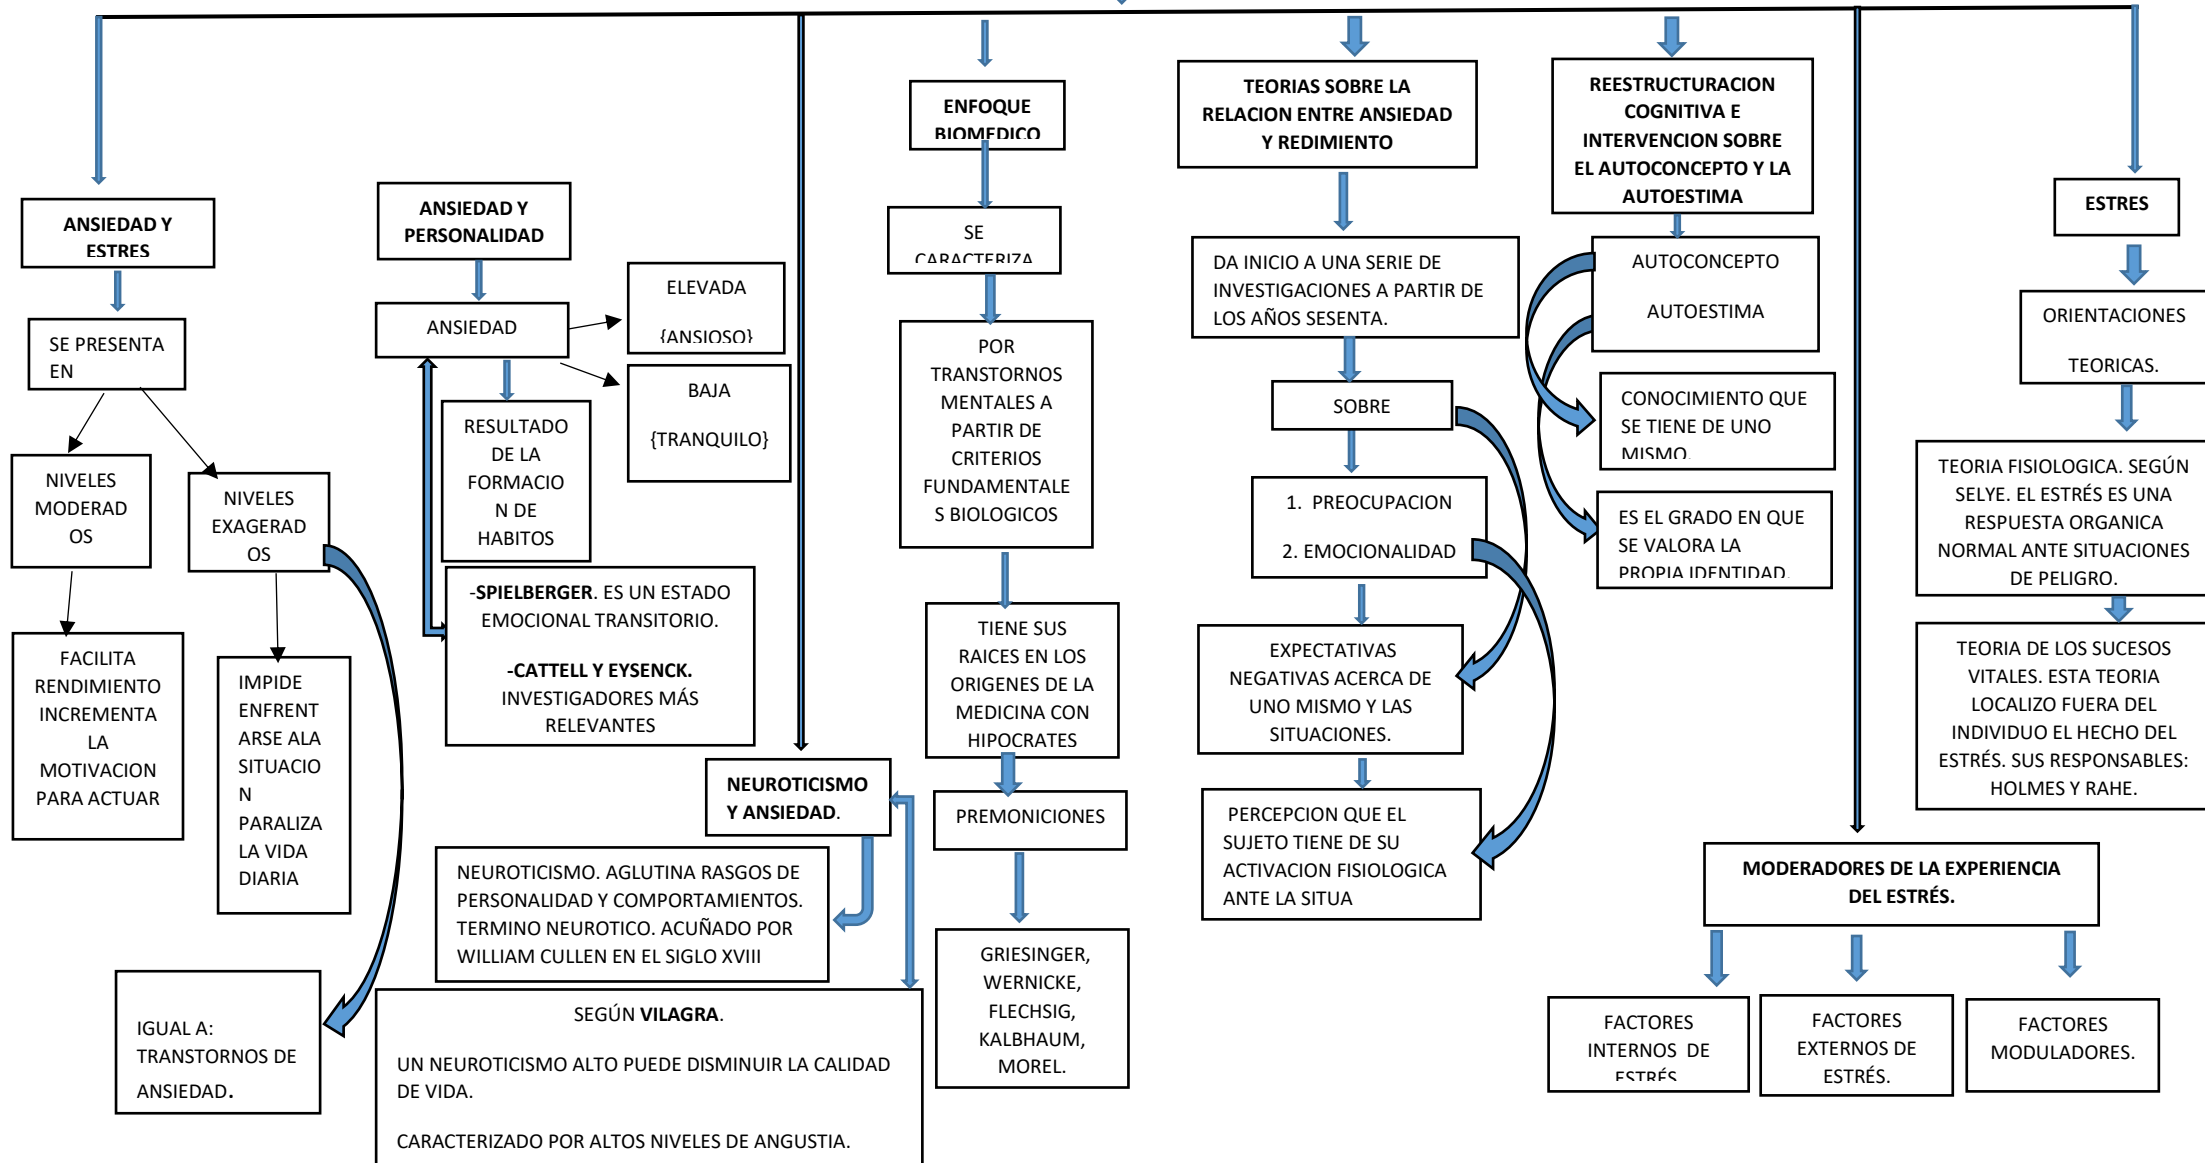 ANSIEDAD Y
ESTRES
SE PRESENTA
EN
NIVELES
MODERAD
OS
NIVELES
EXAGERAD
OS
FACILITA
RENDIMIENTO
INCREMENTA
LA
MOTIVACION
PARA ACTUAR
IMPIDE
ENFRENT
ARSE ALA
SITUACIO
N
PARALIZA
LA VIDA
DIARIA
IGUAL A:
TRANSTORNOS DE
ANSIEDAD.
ANSIEDAD Y
PERSONALIDAD
ANSIEDAD
ELEVADA
{ANSIOSO}
BAJA
{TRANQUILO}
RESULTADO
DE LA
FORMACIO
N DE
HABITOS
-SPIELBERGER. ES UN ESTADO
EMOCIONAL TRANSITORIO.
-CATTELL Y EYSENCK.
INVESTIGADORES MÁS
RELEVANTES
NEUROTICISMO
Y ANSIEDAD.
NEUROTICISMO. AGLUTINA RASGOS DE
PERSONALIDAD Y COMPORTAMIENTOS.
TERMINO NEUROTICO. ACUÑADO POR
WILLIAM CULLEN EN EL SIGLO XVIII
SEGÚN VILAGRA.
UN NEUROTICISMO ALTO PUEDE DISMINUIR LA CALIDAD
DE VIDA.
CARACTERIZADO POR ALTOS NIVELES DE ANGUSTIA.
ENFOQUE
BIOMEDICO
SE
CARACTERIZA
POR
TRANSTORNOS
MENTALES A
PARTIR DE
CRITERIOS
FUNDAMENTALE
S BIOLOGICOS
TIENE SUS
RAICES EN LOS
ORIGENES DE LA
MEDICINA CON
HIPOCRATES
PREMONICIONES
GRIESINGER,
WERNICKE,
FLECHSIG,
KALBHAUM,
MOREL.
TEORIAS SOBRE LA
RELACION ENTRE ANSIEDAD
Y REDIMIENTO
DA INICIO A UNA SERIE DE
INVESTIGACIONES A PARTIR DE
LOS AÑOS SESENTA.
SOBRE
1. PREOCUPACION
2. EMOCIONALIDAD
EXPECTATIVAS
NEGATIVAS ACERCA DE
UNO MISMO Y LAS
SITUACIONES.
PERCEPCION QUE EL
SUJETO TIENE DE SU
ACTIVACION FISIOLOGICA
ANTE LA SITUA
REESTRUCTURACION
COGNITIVA E
INTERVENCION SOBRE
EL AUTOCONCEPTO Y LA
AUTOESTIMA
AUTOCONCEPTO
AUTOESTIMA
CONOCIMIENTO QUE
SE TIENE DE UNO
MISMO.
ES EL GRADO EN QUE
SE VALORA LA
PROPIA IDENTIDAD.
ESTRES
ORIENTACIONES
TEORICAS.
TEORIA FISIOLOGICA. SEGÚN
SELYE. EL ESTRÉS ES UNA
RESPUESTA ORGANICA
NORMAL ANTE SITUACIONES
DE PELIGRO.
TEORIA DE LOS SUCESOS
VITALES. ESTA TEORIA
LOCALIZO FUERA DEL
INDIVIDUO EL HECHO DEL
ESTRÉS. SUS RESPONSABLES:
HOLMES Y RAHE.
MODERADORES DE LA EXPERIENCIA
DEL ESTRÉS.
FACTORES
INTERNOS DE
ESTRÉS
FACTORES
EXTERNOS DE
ESTRÉS.
FACTORES
MODULADORES.